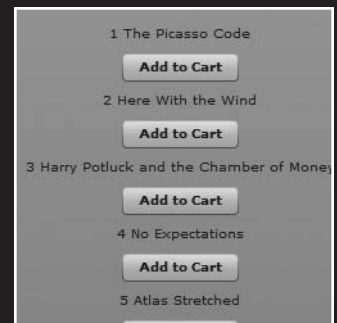 1 The Picasso Code
Add to Cart
2 Here With the Wind
Add to Cart
3 Harry Potluck and the Chamber of Money
Add to Cart
4 No Expectations
Add to Cart
5 Atlas Stretched